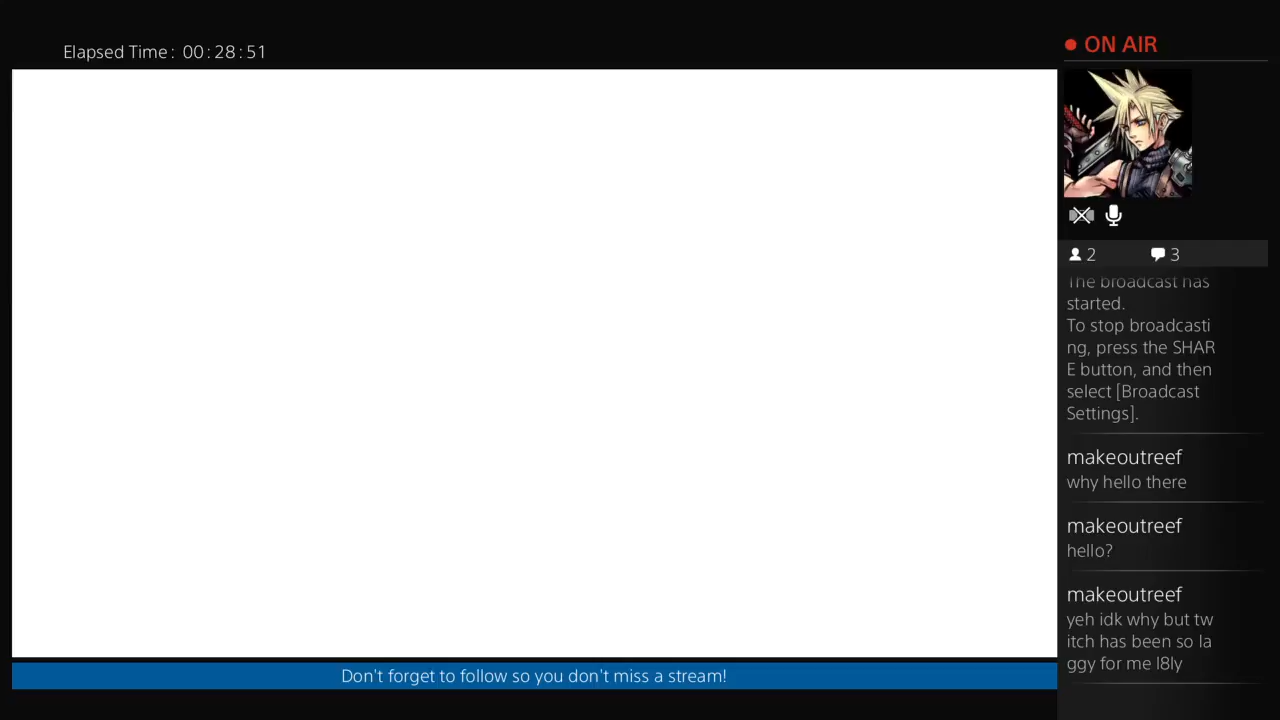 Elapsed Time: 00:28:51
ON AIR
2 3
The broadcast has
started.
To stop broadcasti
ng, press the SHAR
E button, and then
select [Broadcast
Settings].
makeoutreef
why hello there
makeoutreef
hello?
makeoutreef
yeh idk why but tw
itch has been so la
ggy for me l8ly
Don't forget to follow so you don't miss a stream!